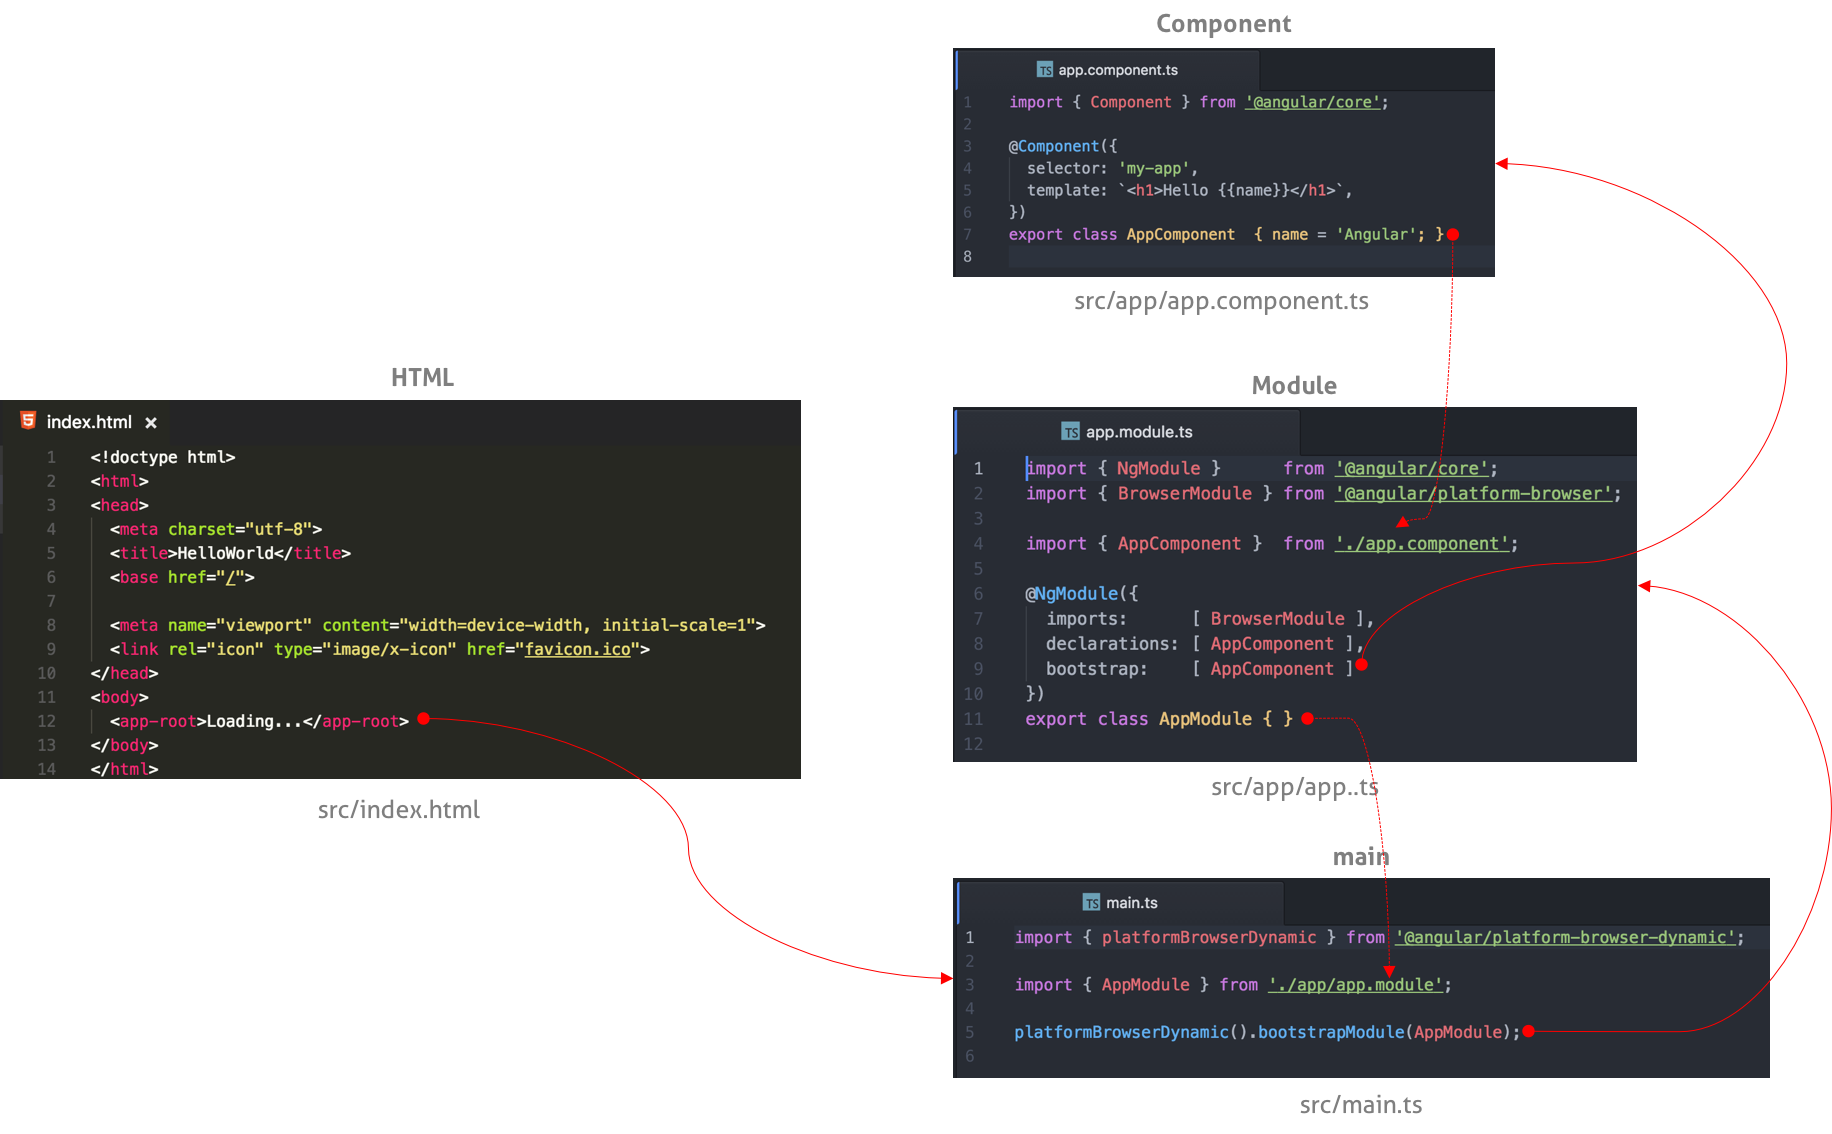 Component
TS app.component.ts
1 import { Component } from '@angular/core';
2
3 @Component({
4 selector: 'my-app',
5 template: `<h1>Hello {{name}}</h1>`,
6 })
7 export class AppComponent  { name = 'Angular'; }
8
src/app/app.component.ts
HTML
5 index.html ×
1 <!doctype html>
2 <html>
3 <head>
4 <meta charset="utf-8">
5 <title>HelloWorld</title>
6 <base href="/">
7
8 <meta name="viewport" content="width=device-width, initial-scale=1">
9 <link rel="icon" type="image/x-icon" href="favicon.ico">
10 </head>
11 <body>
12 <app-root>Loading...</app-root>
13 </body>
14 </html>
src/index.html
Module
TS app.module.ts
1 import { NgModule }      from '@angular/core';
2 import { BrowserModule } from '@angular/platform-browser';
3
4 import { AppComponent }  from './app.component';
5
6 @NgModule({
7 imports:      [ BrowserModule ],
8 declarations: [ AppComponent ],
9 bootstrap:    [ AppComponent ]
10 })
11 export class AppModule { }
12
src/app/app..ts
main
TS main.ts
1 import { platformBrowserDynamic } from '@angular/platform-browser-dynamic';
2
3 import { AppModule } from './app/app.module';
4
5 platformBrowserDynamic().bootstrapModule(AppModule);
6
src/main.ts